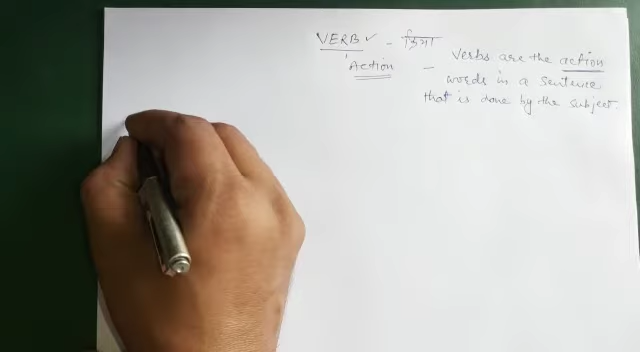 VERB ✓ - क्रिया
Action - Verbs are the action
words in a sentence
that is done by the subject.